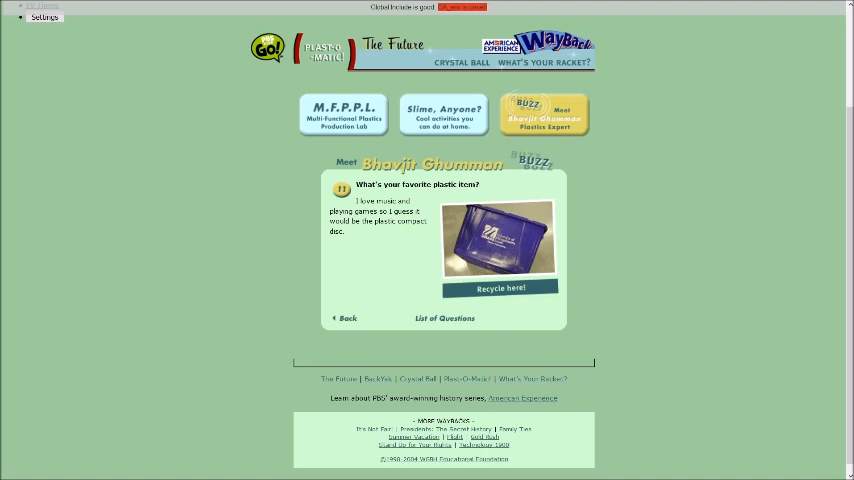 TV Times
Settings
Global Include is good:
PBS
Go!
PLAST-O
-MATIC!
The Future
AMERICAN
EXPERIENCE
WayBack
CRYSTAL BALL WHAT'S YOUR RACKET?
M.F.P.P.L.
Multi-Functional Plastics
Production Lab
Slime, Anyone?
Cool activities you
can do at home.
BUZZ Meet
Bhavjit Ghumman
Plastics Expert
Meet Bhavjit Ghumman
BUZZ
BUZZ
BUZZ
11 What's your favorite plastic item?
I love music and
playing games so I guess it
would be the plastic compact
disc.
Recycle here!
Back List of Questions
The Future | BackYak | Crystal Ball | Plast-O-Matic! | What's Your Racket?
Learn about PBS' award-winning history series, American Experience
- MORE WAYBACKS -
It's Not Fair! | Presidents: The Secret History | Family Ties
Summer Vacation | Flight | Gold Rush
Stand Up for Your Rights | Technology 1900
©1998-2004 WGBH Educational Foundation